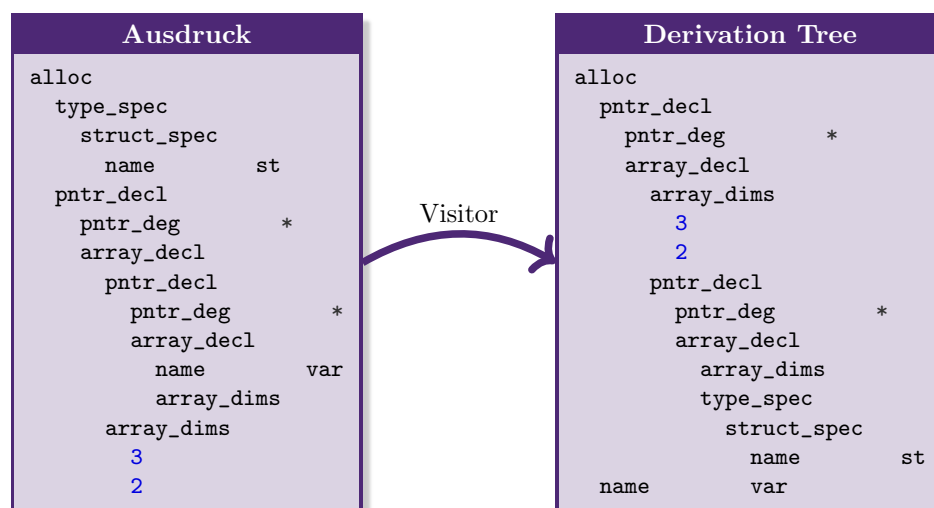 Ausdruck
alloc
type_spec
struct_spec
name st
pntr_decl
pntr_deg *
array_decl
pntr_decl
pntr_deg *
array_decl
name var
array_dims
array_dims
3
2
Visitor
Derivation Tree
alloc
pntr_decl
pntr_deg *
array_decl
array_dims
3
2
pntr_decl
pntr_deg *
array_decl
array_dims
type_spec
struct_spec
name st
name var